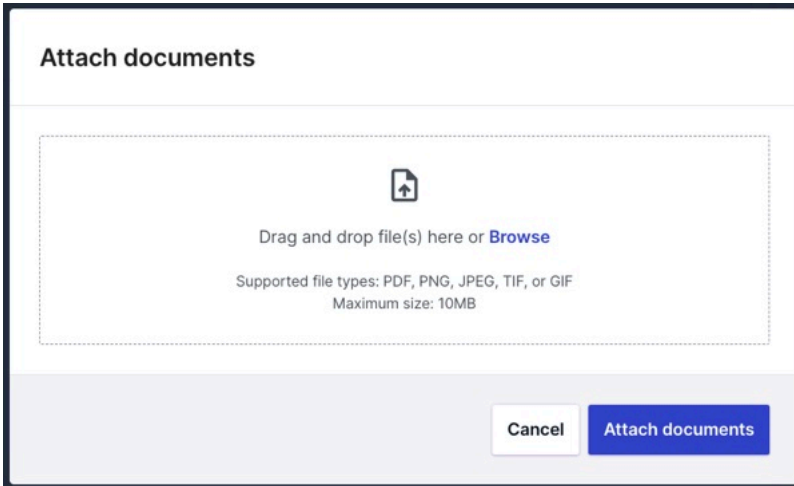 Attach documents
Drag and drop file(s) here or Browse
Supported file types: PDF, PNG, JPEG, TIF, or GIF
Maximum size: 10MB
Cancel
Attach documents